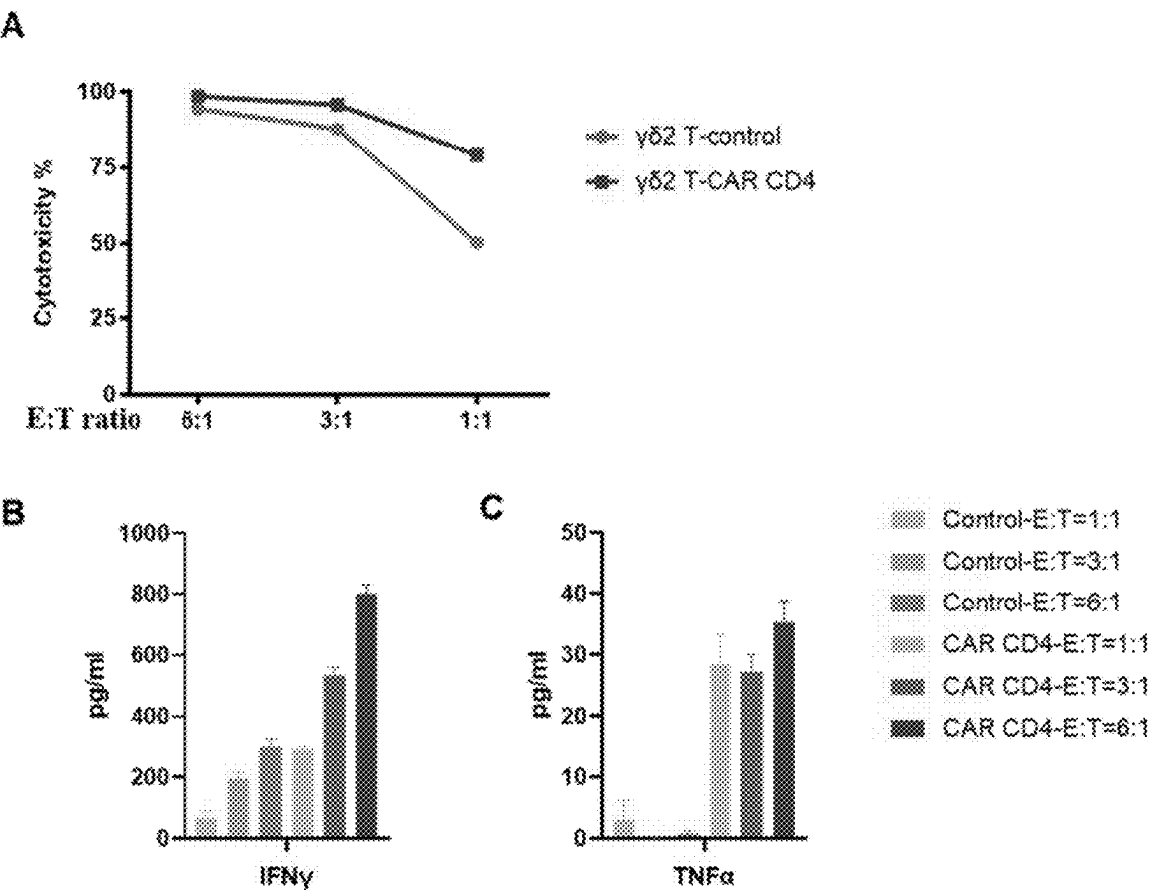 A
100
75
50
25
0
Cytotoxicity %
E:T ratio 6:1 3:1 1:1
γδ2 T-control
γδ2 T-CAR CD4
B
1000
800
600
400
200
0
pg/ml
IFNγ
C
50
40
30
20
10
0
pg/ml
TNFα
Control-E:T=1:1
Control-E:T=3:1
Control-E:T=6:1
CAR CD4-E:T=1:1
CAR CD4-E:T=3:1
CAR CD4-E:T=6:1